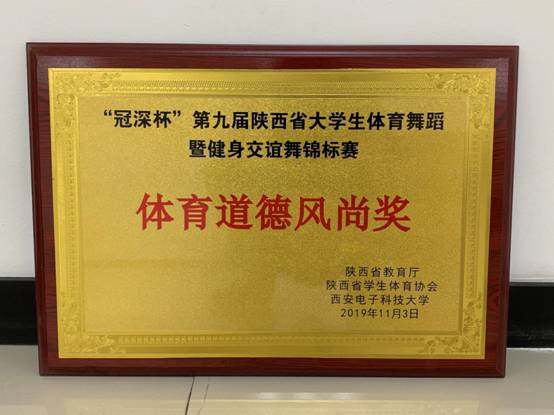 “冠深杯”第九届陕西省大学生体育舞蹈
暨健身交谊舞锦标赛
体育道德风尚奖
陕西省教育厅
陕西省学生体育协会
西安电子科技大学
2019年11月3日